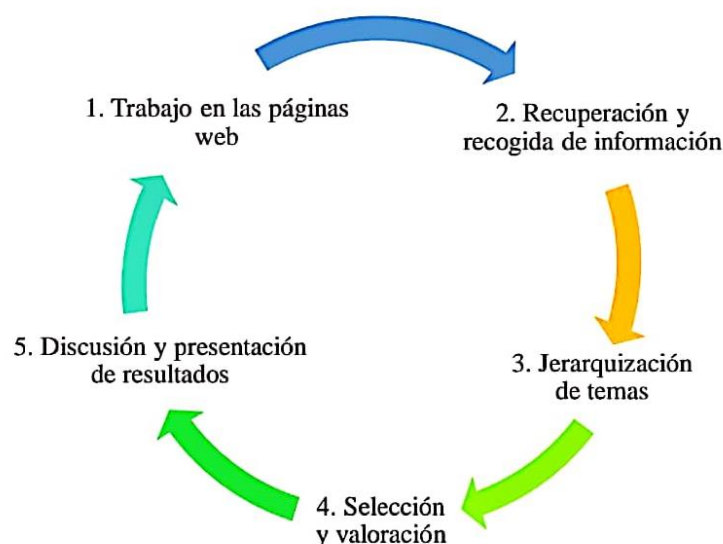 1. Trabajo en las páginas
web
2. Recuperación y
recogida de información
3. Jerarquización
de temas
4. Selección
y valoración
5. Discusión y presentación
de resultados